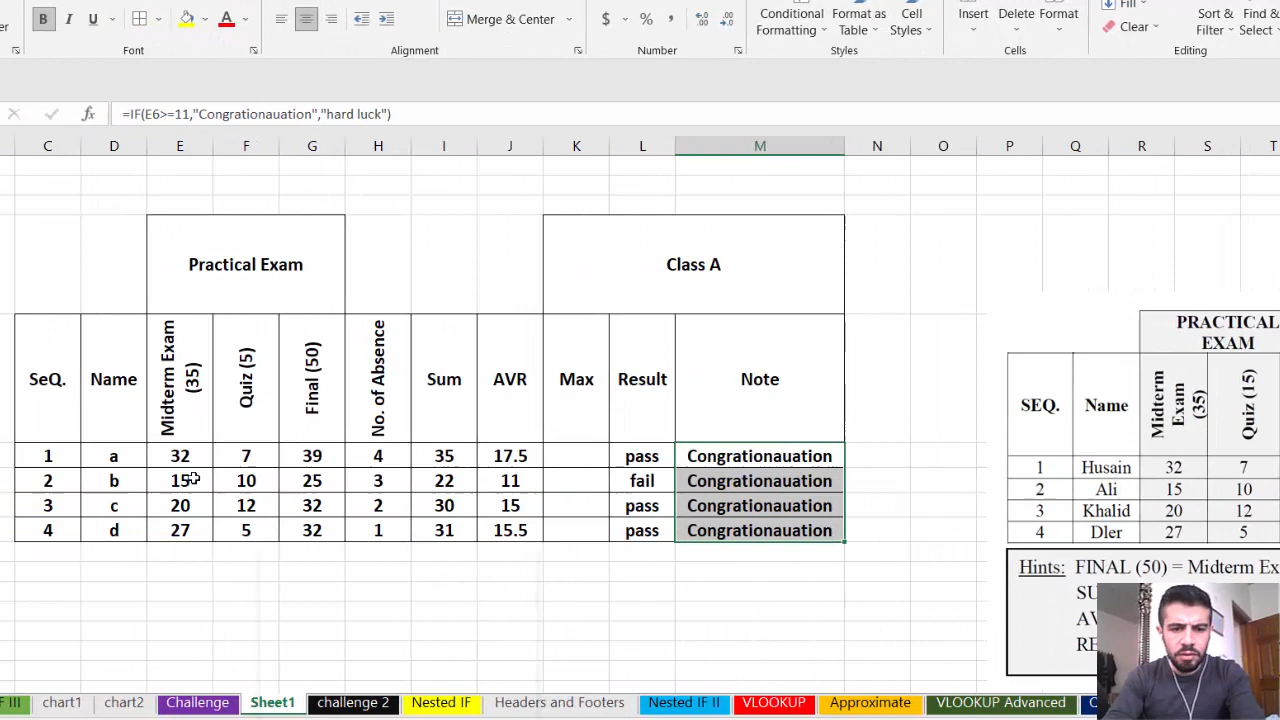 B I U A Merge & Center $ % , Conditional Format as Cell Insert Delete Format Fill Sort & Find &
Formatting Table Styles Clear Filter Select
Font Alignment Number Styles Cells Editing
fx =IF(E6>=11,"Congrationauation","hard luck")
C D E F G H I J K L M N O P Q R S T
Practical Exam Class A
SeQ. Name Midterm Exam (35) Quiz (5) Final (50) No. of Absence Sum AVR Max Result Note
1 a 32 7 39 4 35 17.5 pass Congrationauation
2 b 15 10 25 3 22 11 fail Congrationauation
3 c 20 12 32 2 30 15 pass Congrationauation
4 d 27 5 32 1 31 15.5 pass Congrationauation
PRACTICAL
EXAM
SEQ. Name Midterm Exam (35) Quiz (15)
1 Husain 32 7
2 Ali 15 10
3 Khalid 20 12
4 Dler 27 5
Hints: FINAL (50) = Midterm Ex
SU
AV
RE
F III chart1 chart2 Challenge Sheet1 challenge 2 Nested IF Headers and Footers Nested IF II VLOOKUP Approximate VLOOKUP Advanced